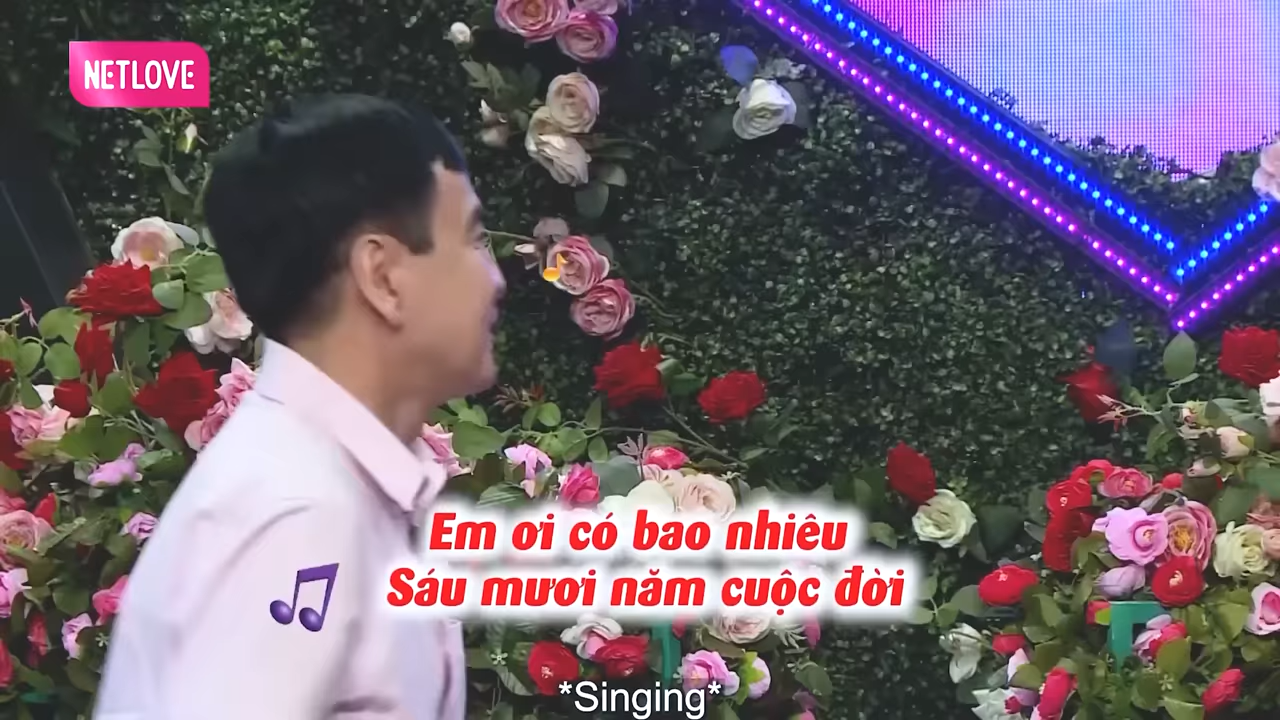 NETLOVE
Em ơi có bao nhiêu
Sáu mươi năm cuộc đời
*Singing*